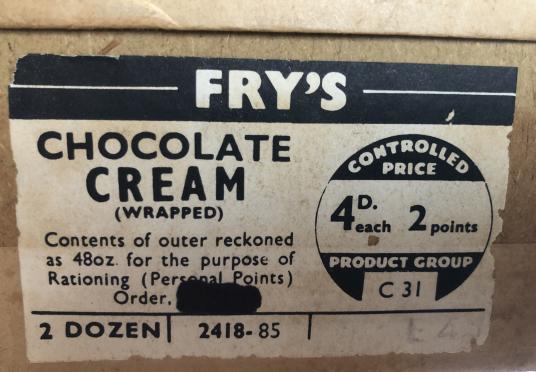 FRY'S
CHOCOLATE
CREAM
(WRAPPED)
Contents of outer reckoned
as 48oz. for the purpose of
Rationing (Personal Points)
Order,
CONTROLLED
PRICE
4D. each 2 points
PRODUCT GROUP
C 31
2 DOZEN 2418-85